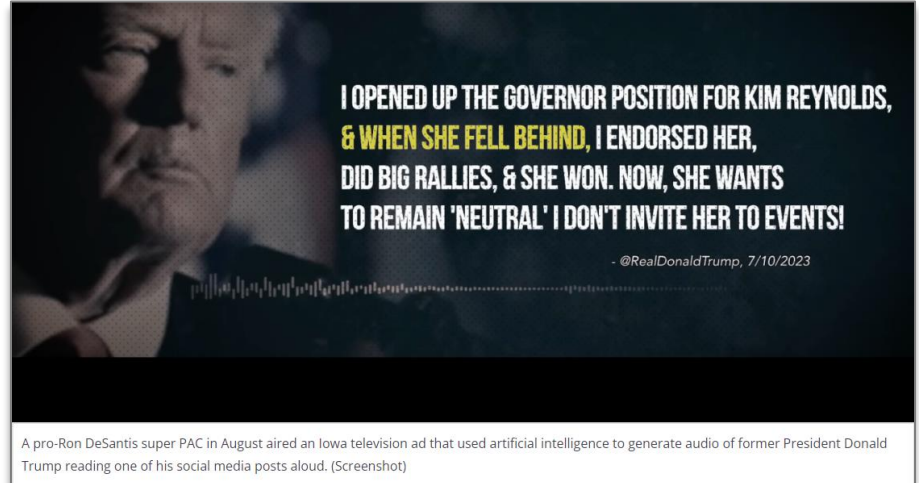 I OPENED UP THE GOVERNOR POSITION FOR KIM REYNOLDS,
& WHEN SHE FELL BEHIND, I ENDORSED HER,
DID BIG RALLIES, & SHE WON. NOW, SHE WANTS
TO REMAIN 'NEUTRAL' I DON'T INVITE HER TO EVENTS!
- @RealDonaldTrump, 7/10/2023
A pro-Ron DeSantis super PAC in August aired an Iowa television ad that used artificial intelligence to generate audio of former President Donald
Trump reading one of his social media posts aloud. (Screenshot)